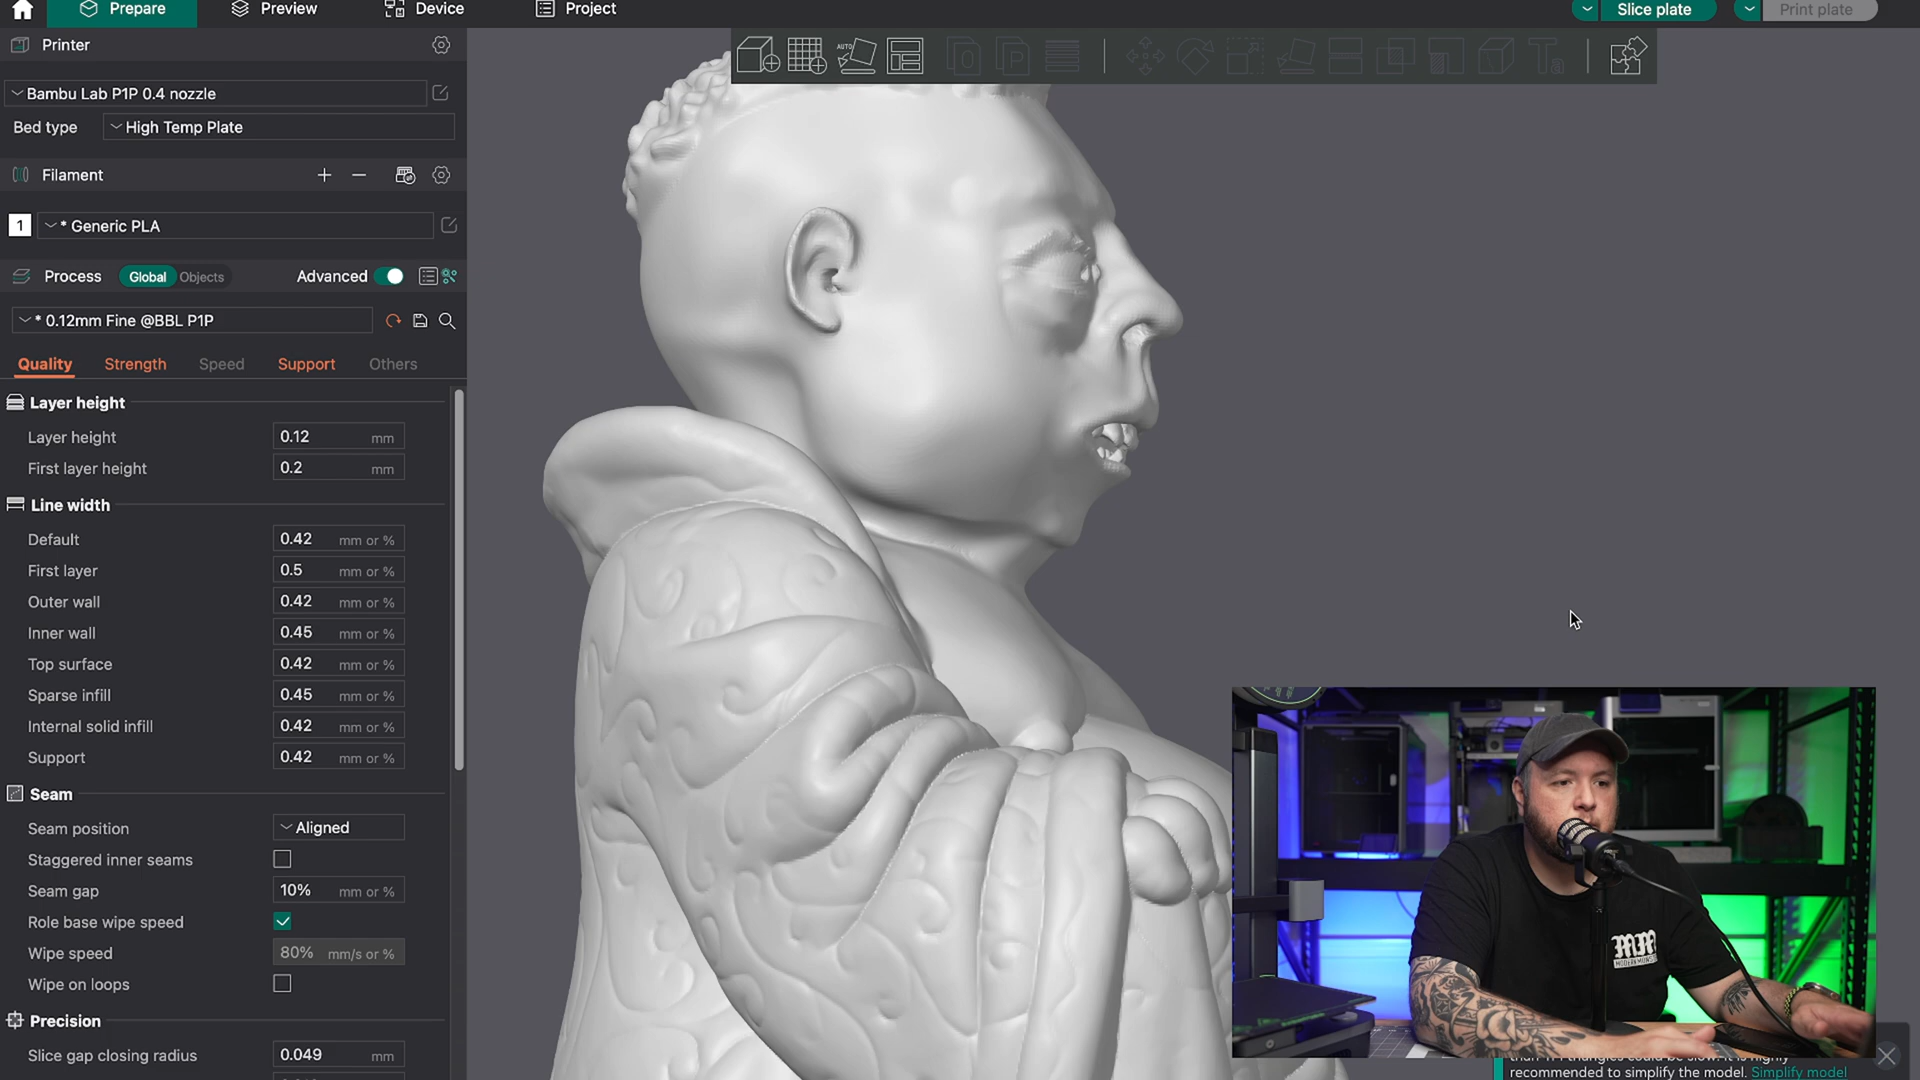 Prepare
Preview
Device
Project
Slice plate
Print plate
Printer
Bambu Lab P1P 0.4 nozzle
Bed type
High Temp Plate
Filament
1
* Generic PLA
Process
Global
Objects
Advanced
* 0.12mm Fine @BBL P1P
Quality
Strength
Speed
Support
Others
Layer height
Layer height 0.12 mm
First layer height 0.2 mm
Line width
Default 0.42 mm or %
First layer 0.5 mm or %
Outer wall 0.42 mm or %
Inner wall 0.45 mm or %
Top surface 0.42 mm or %
Sparse infill 0.45 mm or %
Internal solid infill 0.42 mm or %
Support 0.42 mm or %
Seam
Seam position Aligned
Staggered inner seams
Seam gap 10% mm or %
Role base wipe speed
Wipe speed 80% mm/s or %
Wipe on loops
Precision
Slice gap closing radius 0.049 mm
AUTO
MM
recommended to simplify the model. Simplify model